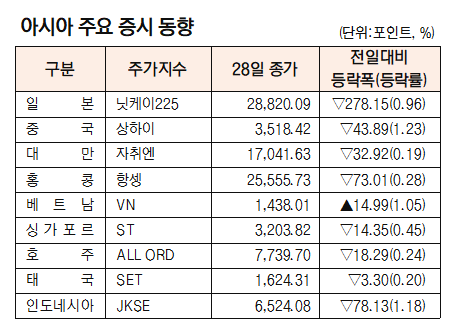 아시아 주요 증시 동향
(단위:포인트, %)
구분 주가지수 28일 종가 전일대비 등락폭(등락률)
일본 닛케이225 28,820.09 ▽278.15(0.96)
중국 상하이 3,518.42 ▽43.89(1.23)
대만 자취엔 17,041.63 ▽32.92(0.19)
홍콩 항셍 25,555.73 ▽73.01(0.28)
베트남 VN 1,438.01 ▲14.99(1.05)
싱가포르 ST 3,203.82 ▽14.35(0.45)
호주 ALL ORD 7,739.70 ▽18.29(0.24)
태국 SET 1,624.31 ▽3.30(0.20)
인도네시아 JKSE 6,524.08 ▽78.13(1.18)